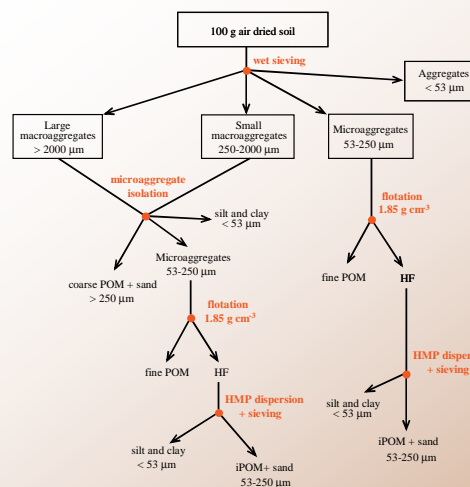 100 g air dried soil
wet sieving
Aggregates
< 53 µm
Large
macroaggregates
> 2000 µm
Small
macroaggregates
250-2000 µm
Microaggregates
53-250 µm
microaggregate
isolation
silt and clay
< 53 µm
flotation
1.85 g cm-3
coarse POM + sand
> 250 µm
Microaggregates
53-250 µm
fine POM
HF
flotation
1.85 g cm-3
fine POM
HF
HMP disper
+ sieving
HMP dispersion
+ sieving
silt and clay
< 53 µm
silt and clay
< 53 µm
iPOM + sand
53-250 µm
iPOM+ sand
53-250 µm